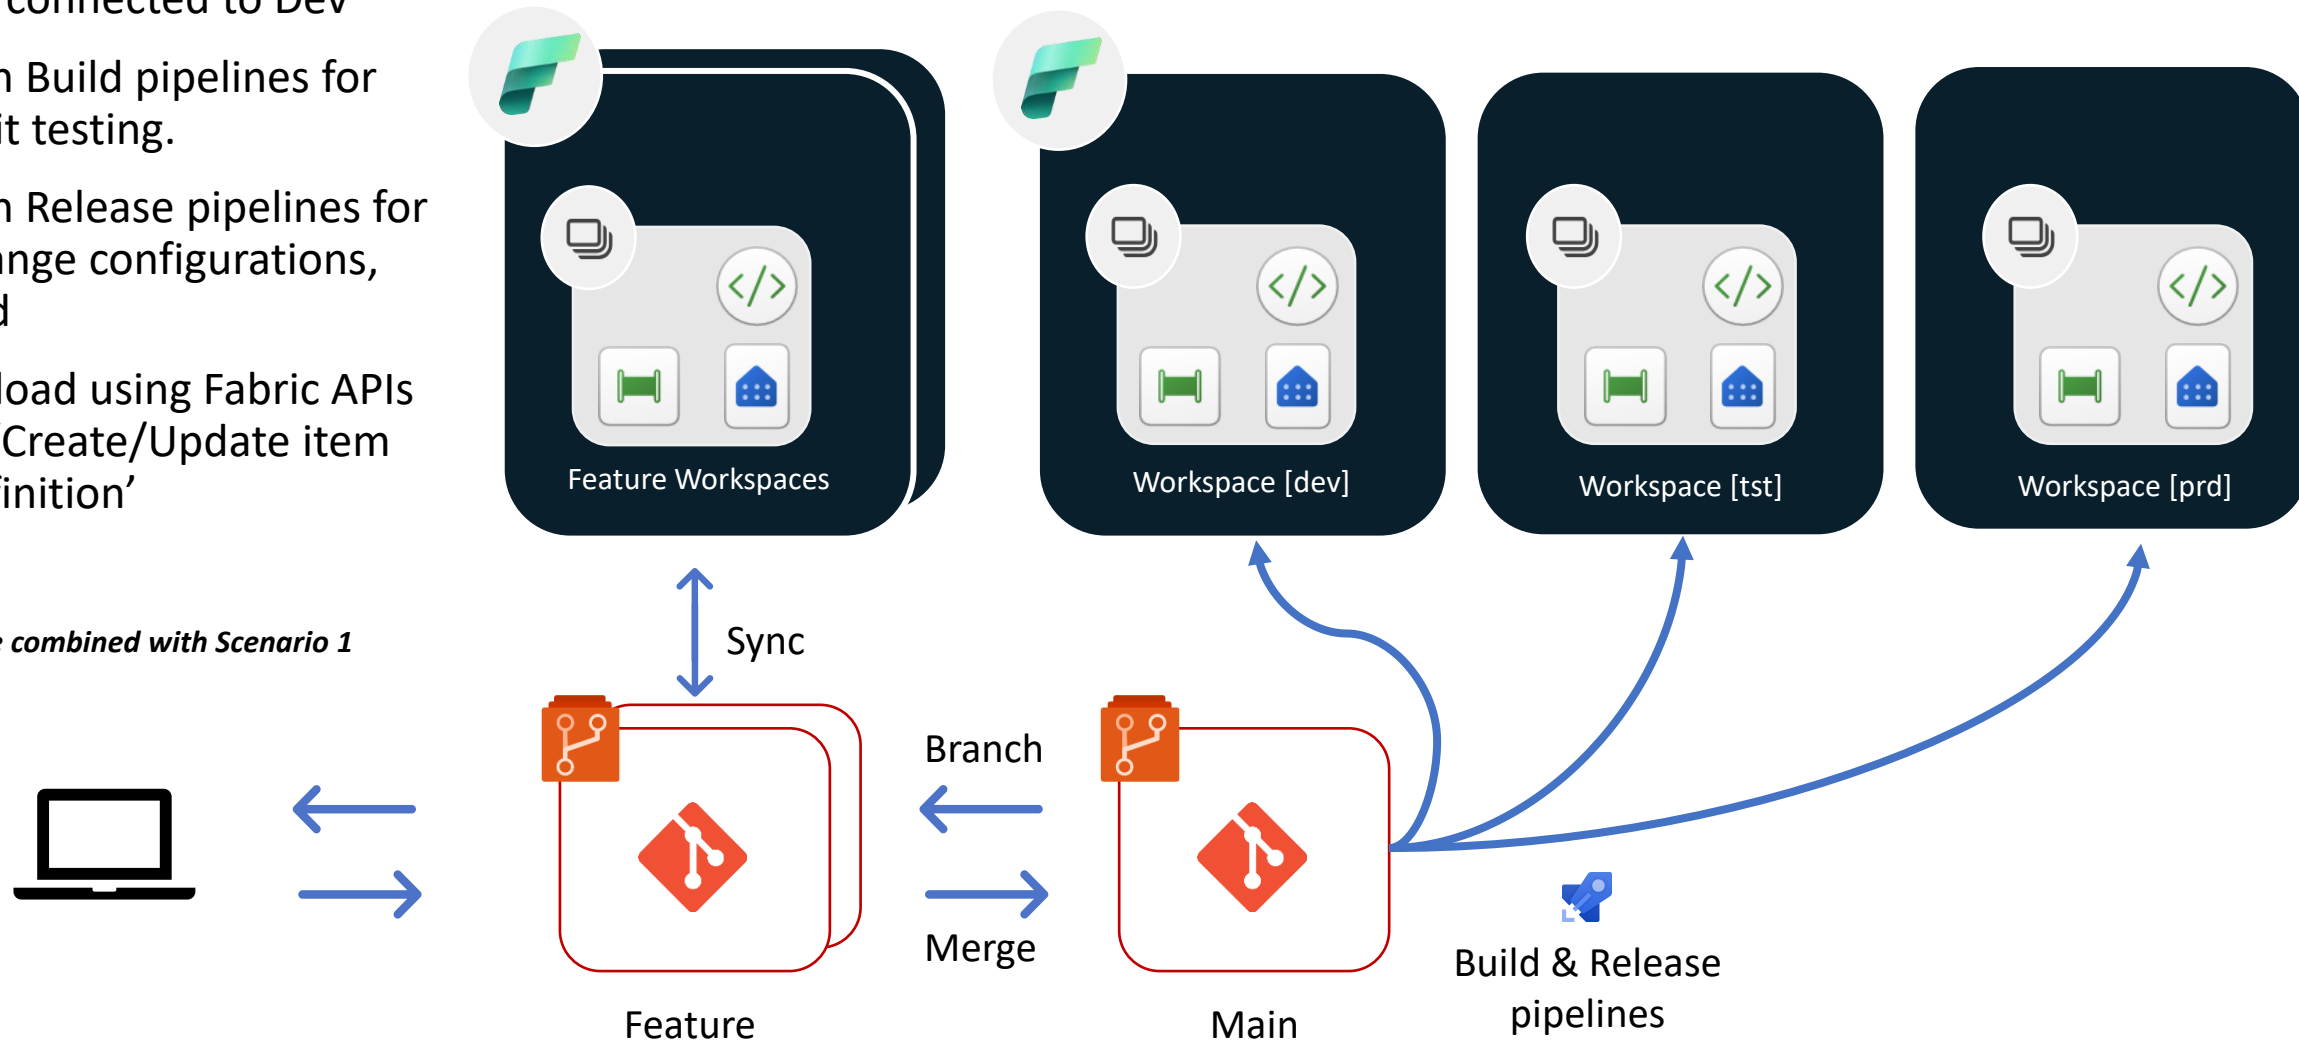 connected to Dev
Build pipelines for
it testing.
Release pipelines for
ange configurations,
d
load using Fabric APIs
‘Create/Update item
finition’
combined with Scenario 1
Feature Workspaces
Workspace [dev]
Workspace [tst]
Workspace [prd]
Sync
Branch
Merge
Feature
Main
Build & Release
pipelines